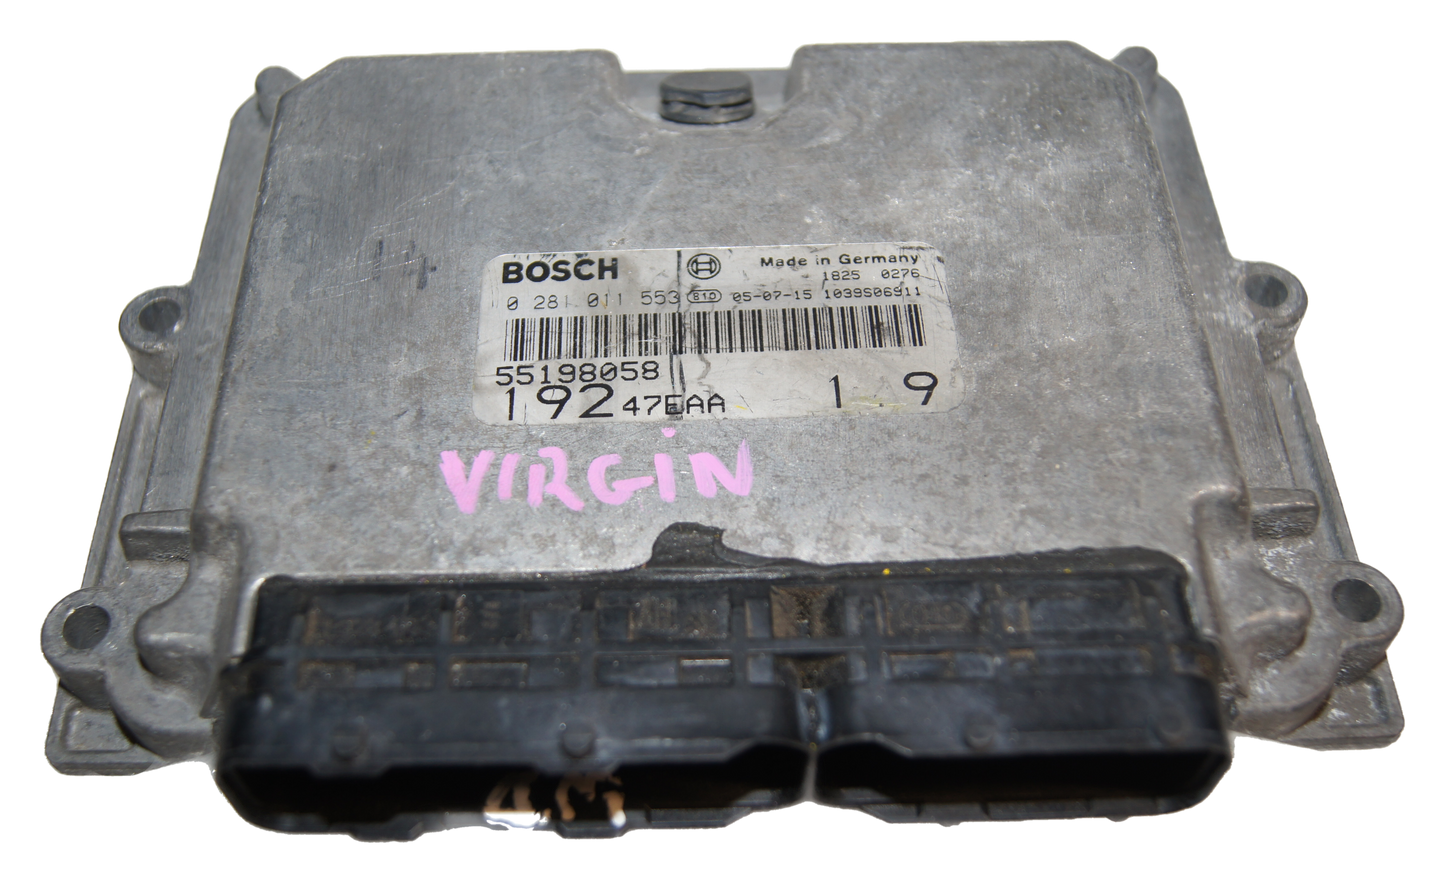 BOSCH Made in Germany
1825 0276
0 281 011 553 B10 05-07-15 1039S06911
55198058
192 47EAA 1.9
VIRGIN